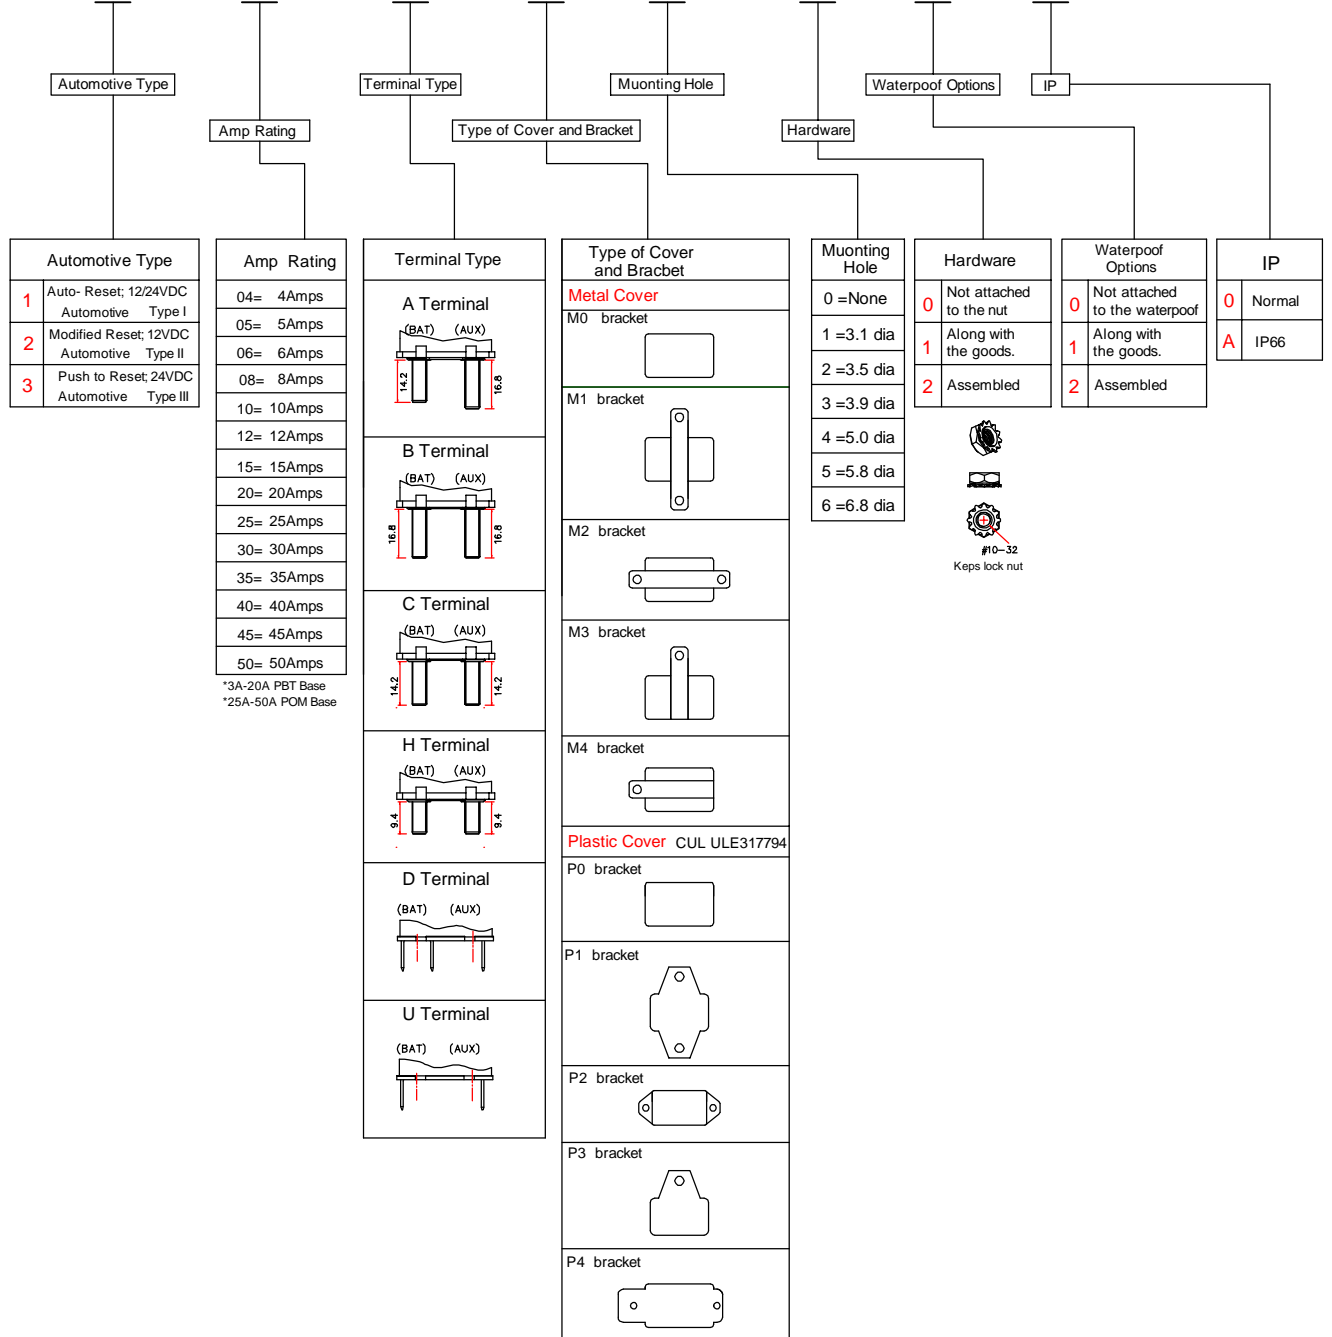 Automotive Type
Terminal Type
Muonting Hole
Waterpoof Options
IP
Amp Rating
Type of Cover and Bracket
Hardware
Automotive Type
1 Auto- Reset; 12/24VDC
Automotive Type I
2 Modified Reset; 12VDC
Automotive Type II
3 Push to Reset; 24VDC
Automotive Type III
Amp Rating
04= 4Amps
05= 5Amps
06= 6Amps
08= 8Amps
10= 10Amps
12= 12Amps
15= 15Amps
20= 20Amps
25= 25Amps
30= 30Amps
35= 35Amps
40= 40Amps
45= 45Amps
50= 50Amps
*3A-20A PBT Base
*25A-50A POM Base
Terminal Type
A Terminal
(BAT) (AUX)
14.2 16.8
B Terminal
(BAT) (AUX)
16.8 16.8
C Terminal
(BAT) (AUX)
14.2 14.2
H Terminal
(BAT) (AUX)
9.4 9.4
D Terminal
(BAT) (AUX)
U Terminal
(BAT) (AUX)
Type of Cover
and Bracbet
Metal Cover
M0 bracket
M1 bracket
M2 bracket
M3 bracket
M4 bracket
Plastic Cover CUL ULE317794
P0 bracket
P1 bracket
P2 bracket
P3 bracket
P4 bracket
Muonting
Hole
0 =None
1 =3.1 dia
2 =3.5 dia
3 =3.9 dia
4 =5.0 dia
5 =5.8 dia
6 =6.8 dia
Hardware
0 Not attached
to the nut
1 Along with
the goods.
2 Assembled
#10-32
Keps lock nut
Waterpoof
Options
0 Not attached
to the waterpoof
1 Along with
the goods.
2 Assembled
IP
0 Normal
A IP66